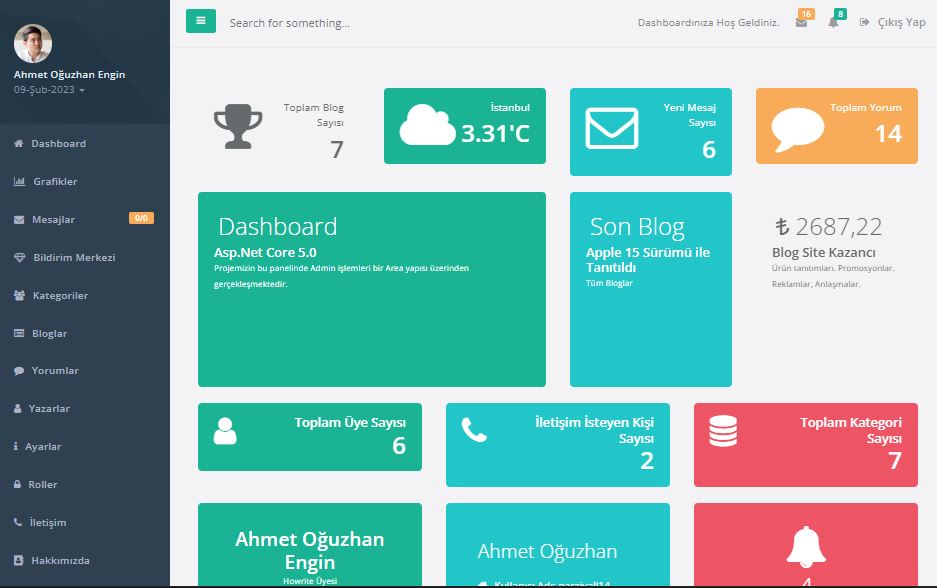 Ahmet Oğuzhan Engin
09-Şub-2023
Dashboard
Grafikler
Mesajlar 0/0
Bildirim Merkezi
Kategoriler
Bloglar
Yorumlar
Yazarlar
Ayarlar
Roller
İletişim
Hakkımızda
Search for something...
Dashboardınıza Hoş Geldiniz.
16
8
Çıkış Yap
Toplam Blog
Sayısı
7
İstanbul
3.31'C
Yeni Mesaj
Sayısı
6
Toplam Yorum
14
Dashboard
Asp.Net Core 5.0
Projemizin bu panelinde Admin işlemleri bir Area yapısı üzerinden
gerçekleşmektedir.
Son Blog
Apple 15 Sürümü ile
Tanıtıldı
Tüm Bloglar
₺ 2687,22
Blog Site Kazancı
Ürün tanıtımları. Promosyonlar.
Reklamlar, Anlaşmalar.
Toplam Üye Sayısı
6
İletişim İsteyen Kişi
Sayısı
2
Toplam Kategori
Sayısı
7
Ahmet Oğuzhan
Engin
Howrite Üyesi
Ahmet Oğuzhan
Kullanıcı Adı:
4